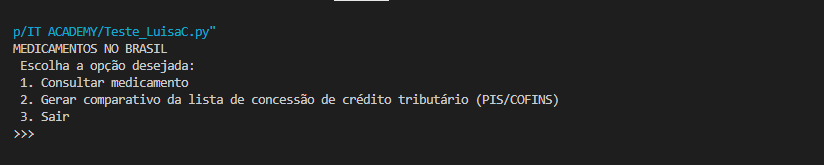 p/IT ACADEMY/Teste_LuisaC.py"
MEDICAMENTOS NO BRASIL
Escolha a opção desejada:
1. Consultar medicamento
2. Gerar comparativo da lista de concessão de crédito tributário (PIS/COFINS)
3. Sair
>>>